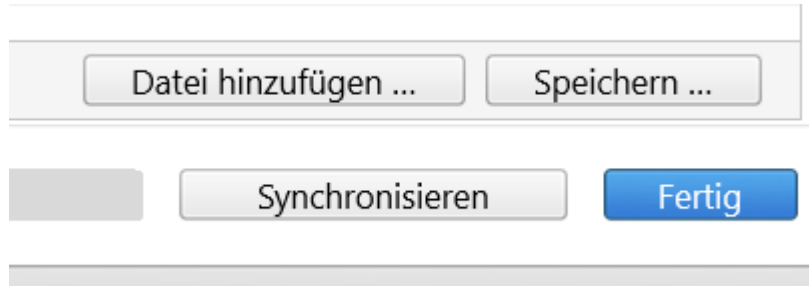 Datei hinzufügen ... Speichern ...
Synchronisieren Fertig